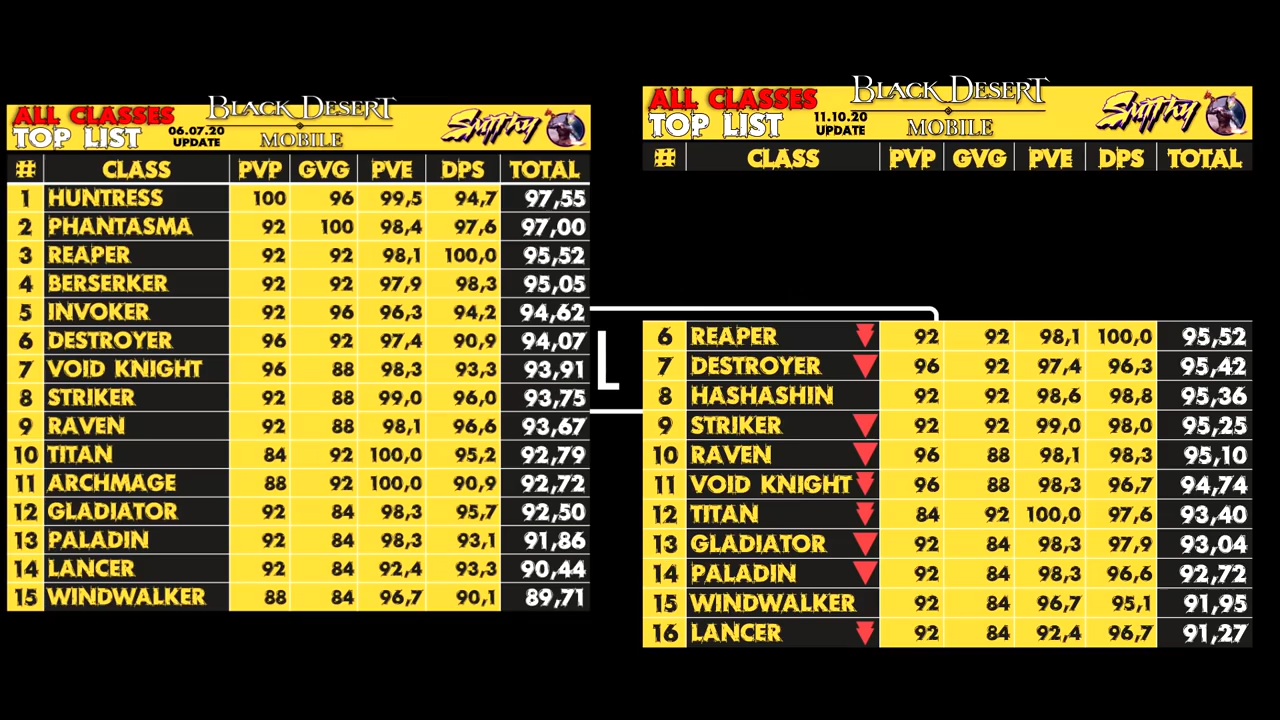 ALL CLASSES
TOP LIST
06.07.20
UPDATE
BLACK DESERT
MOBILE
Shiffry
# CLASS PVP GVG PVE DPS TOTAL
1 HUNTRESS 100 96 99,5 94,7 97,55
2 PHANTASMA 92 100 98,4 97,6 97,00
3 REAPER 92 92 98,1 100,0 95,52
4 BERSERKER 92 92 97,9 98,3 95,05
5 INVOKER 92 96 96,3 94,2 94,62
6 DESTROYER 96 92 97,4 90,9 94,07
7 VOID KNIGHT 96 88 98,3 93,3 93,91
8 STRIKER 92 88 99,0 96,0 93,75
9 RAVEN 92 88 98,1 96,6 93,67
10 TITAN 84 92 100,0 95,2 92,79
11 ARCHMAGE 88 92 100,0 90,9 92,72
12 GLADIATOR 92 84 98,3 95,7 92,50
13 PALADIN 92 84 98,3 93,1 91,86
14 LANCER 92 84 92,4 93,3 90,44
15 WINDWALKER 88 84 96,7 90,1 89,71
L
ALL CLASSES
TOP LIST
11.10.20
UPDATE
BLACK DESERT
MOBILE
Shiffry
# CLASS PVP GVG PVE DPS TOTAL
6 REAPER 92 92 98,1 100,0 95,52
7 DESTROYER 96 92 97,4 96,3 95,42
8 HASHASHIN 92 92 98,6 98,8 95,36
9 STRIKER 92 92 99,0 98,0 95,25
10 RAVEN 96 88 98,1 98,3 95,10
11 VOID KNIGHT 96 88 98,3 96,7 94,74
12 TITAN 84 92 100,0 97,6 93,40
13 GLADIATOR 92 84 98,3 97,9 93,04
14 PALADIN 92 84 98,3 96,6 92,72
15 WINDWALKER 92 84 96,7 95,1 91,95
16 LANCER 92 84 92,4 96,7 91,27